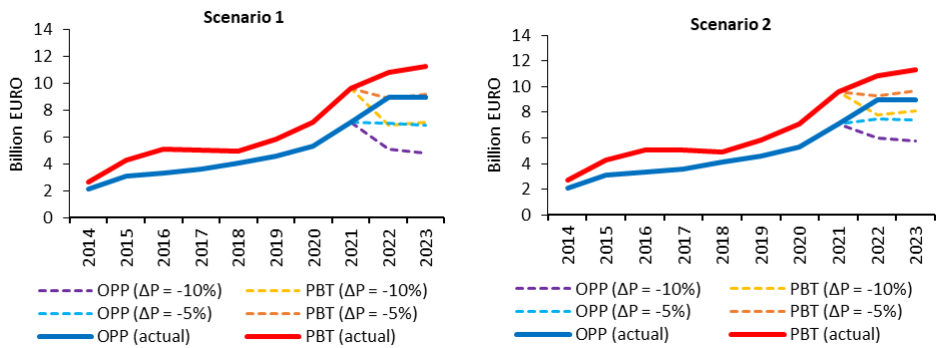 Scenario 1
Billion EURO
14
12
10
8
6
4
2
0
2014
2015
2016
2017
2018
2019
2020
2021
2022
2023
OPP (ΔP = -10%)
PBT (ΔP = -10%)
OPP (ΔP = -5%)
PBT (ΔP = -5%)
OPP (actual)
PBT (actual)
Scenario 2
Billion EURO
14
12
10
8
6
4
2
0
2014
2015
2016
2017
2018
2019
2020
2021
2022
2023
OPP (ΔP = -10%)
PBT (ΔP = -10%)
OPP (ΔP = -5%)
PBT (ΔP = -5%)
OPP (actual)
PBT (actual)